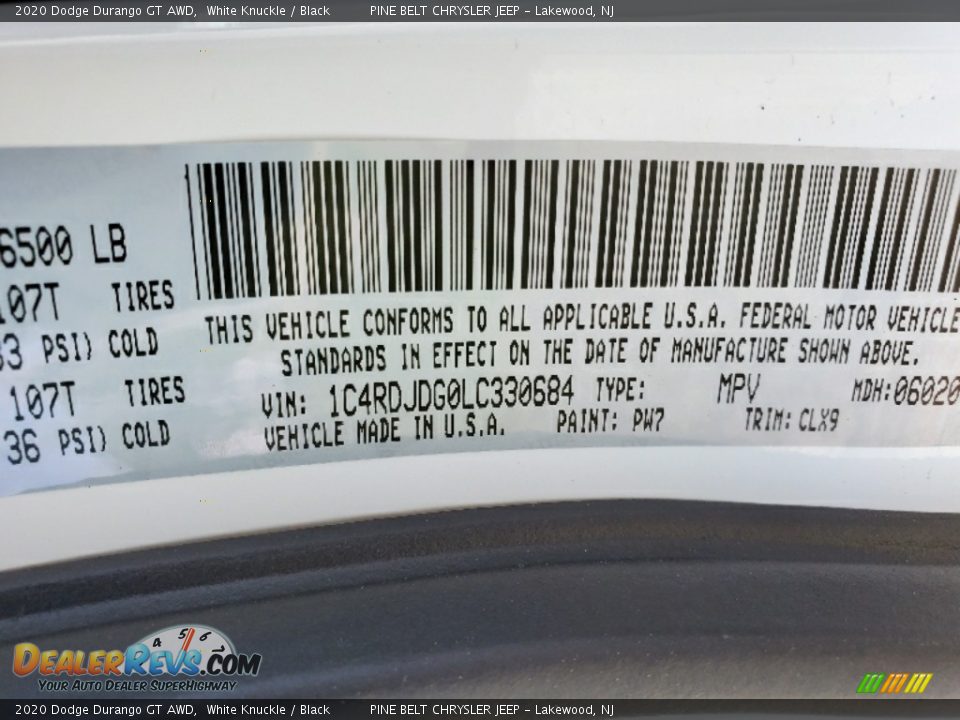 2020 Dodge Durango GT AWD, White Knuckle / Black PINE BELT CHRYSLER JEEP - Lakewood, NJ
6500 LB
107T TIRES
PSI) COLD
107T TIRES
36 PSI) COLD
THIS VEHICLE CONFORMS TO ALL APPLICABLE U.S.A. FEDERAL MOTOR VEHICLE
STANDARDS IN EFFECT ON THE DATE OF MANUFACTURE SHOWN ABOVE.
VIN: 1C4RDJDG0LC330684 TYPE: MPV MDH:06020
VEHICLE MADE IN U.S.A. PAINT: PW7 TRIM: CLX9
4 5 6
DEALERREVS.COM
YOUR AUTO DEALER SUPERHIGHWAY
2020 Dodge Durango GT AWD, White Knuckle / Black PINE BELT CHRYSLER JEEP - Lakewood, NJ